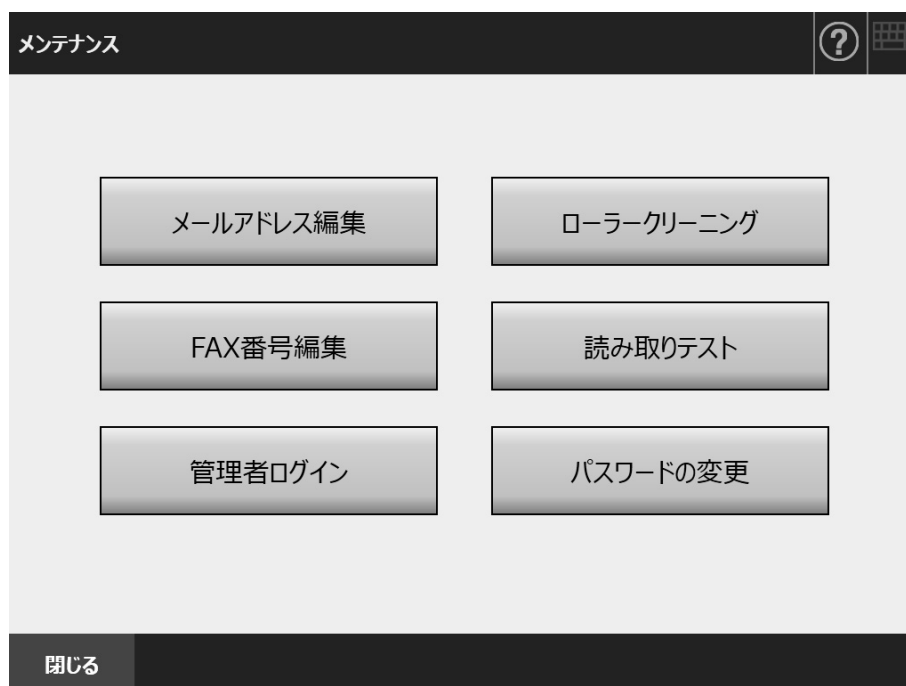 メンテナンス
?
メールアドレス編集
ローラークリーニング
FAX番号編集
読み取りテスト
管理者ログイン
パスワードの変更
閉じる